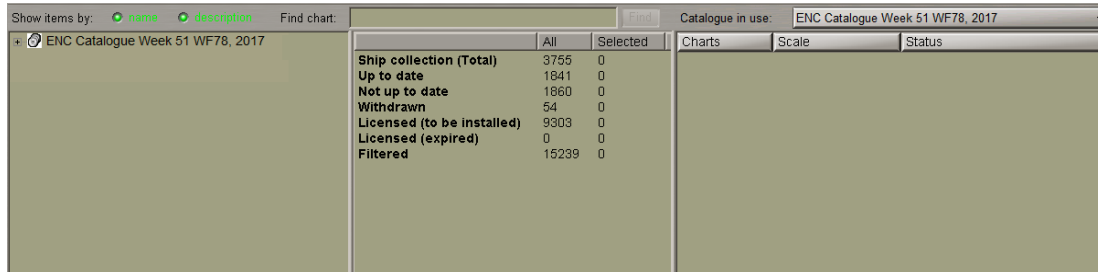 Show items by: name description Find chart: Find Catalogue in use: ENC Catalogue Week 51 WF78, 2017
ENC Catalogue Week 51 WF78, 2017
All Selected Charts Scale Status
Ship collection (Total) 3755 0
Up to date 1841 0
Not up to date 1860 0
Withdrawn 54 0
Licensed (to be installed) 9303 0
Licensed (expired) 0 0
Filtered 15239 0